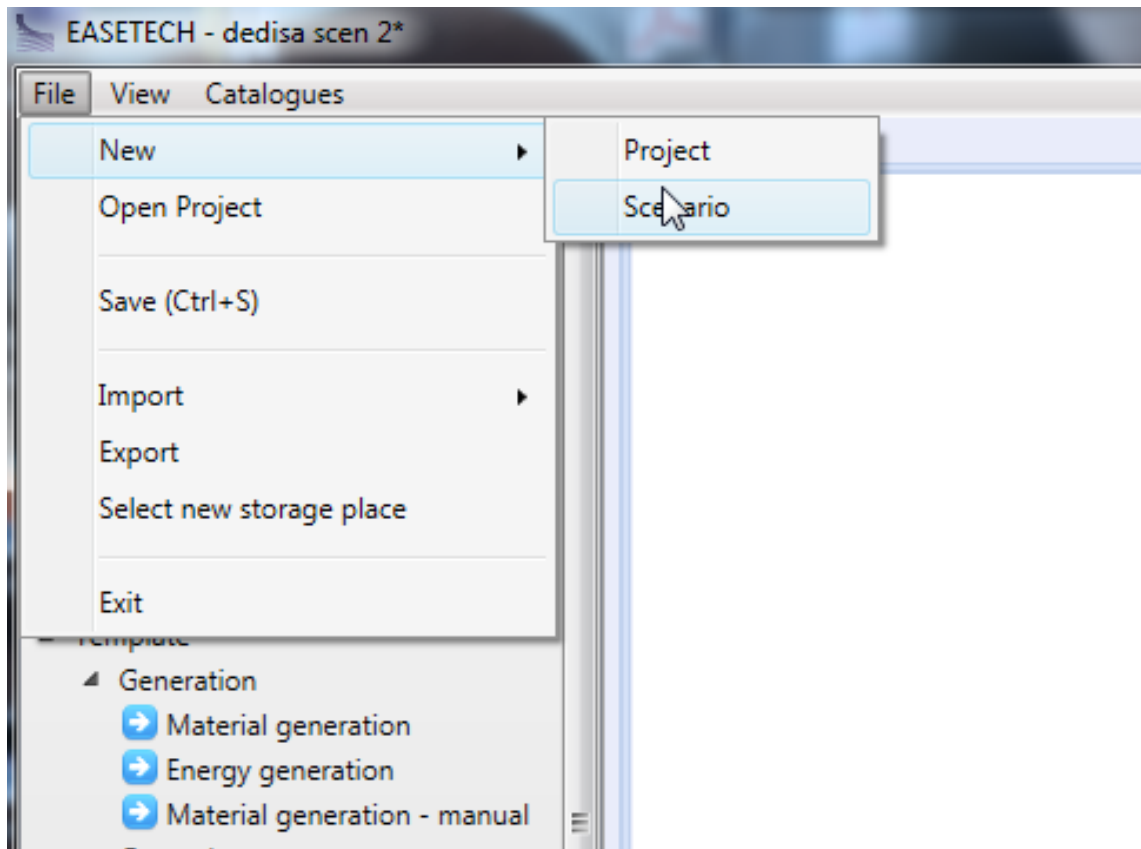 EASETECH - dedisa scen 2*
File View Catalogues
New
Project
Open Project
Scenario
Save (Ctrl+S)
Import
Export
Select new storage place
Exit
Template
Generation
Material generation
Energy generation
Material generation - manual